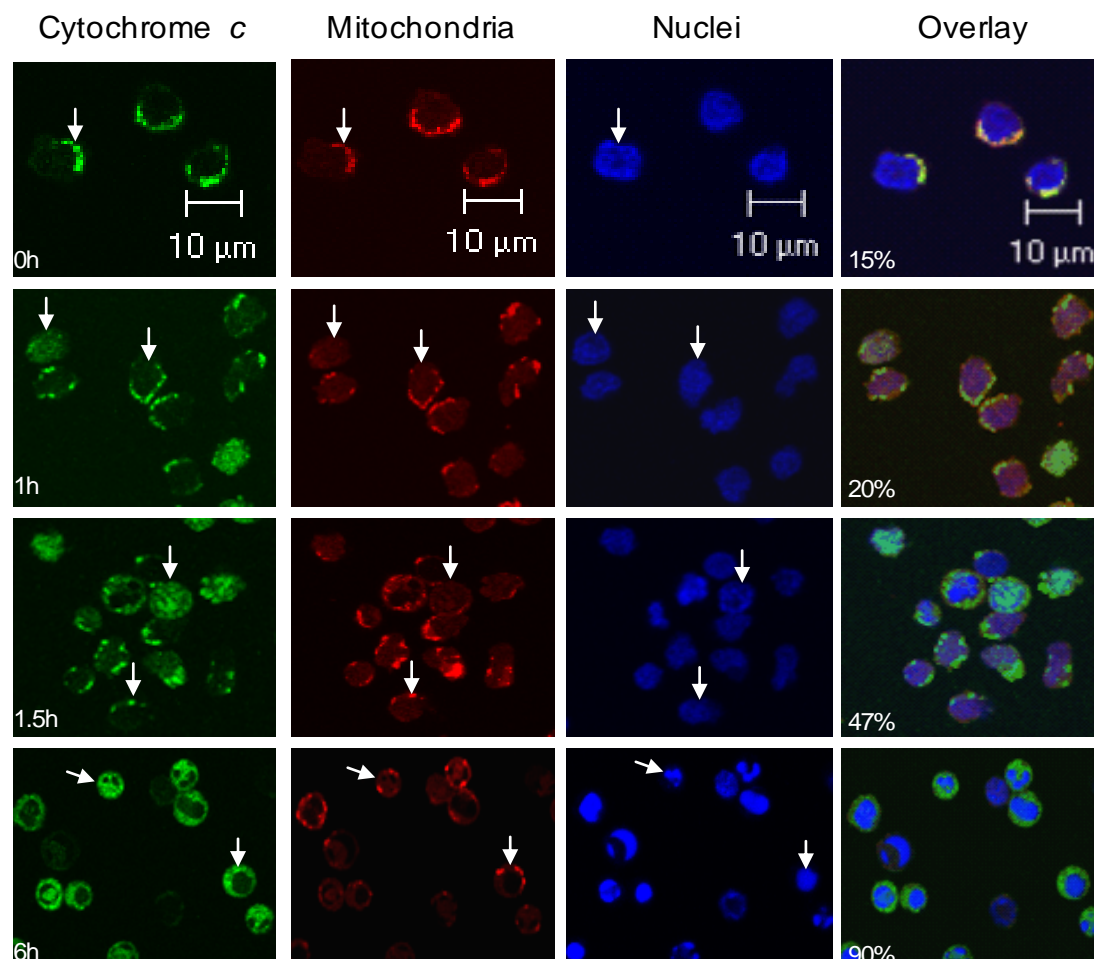 Cytochrome c
Mitochondria
Nuclei
Overlay
10 µm
10 µm
10 µm
10 µm
0h
15%
1h
20%
1.5h
47%
6h
90%